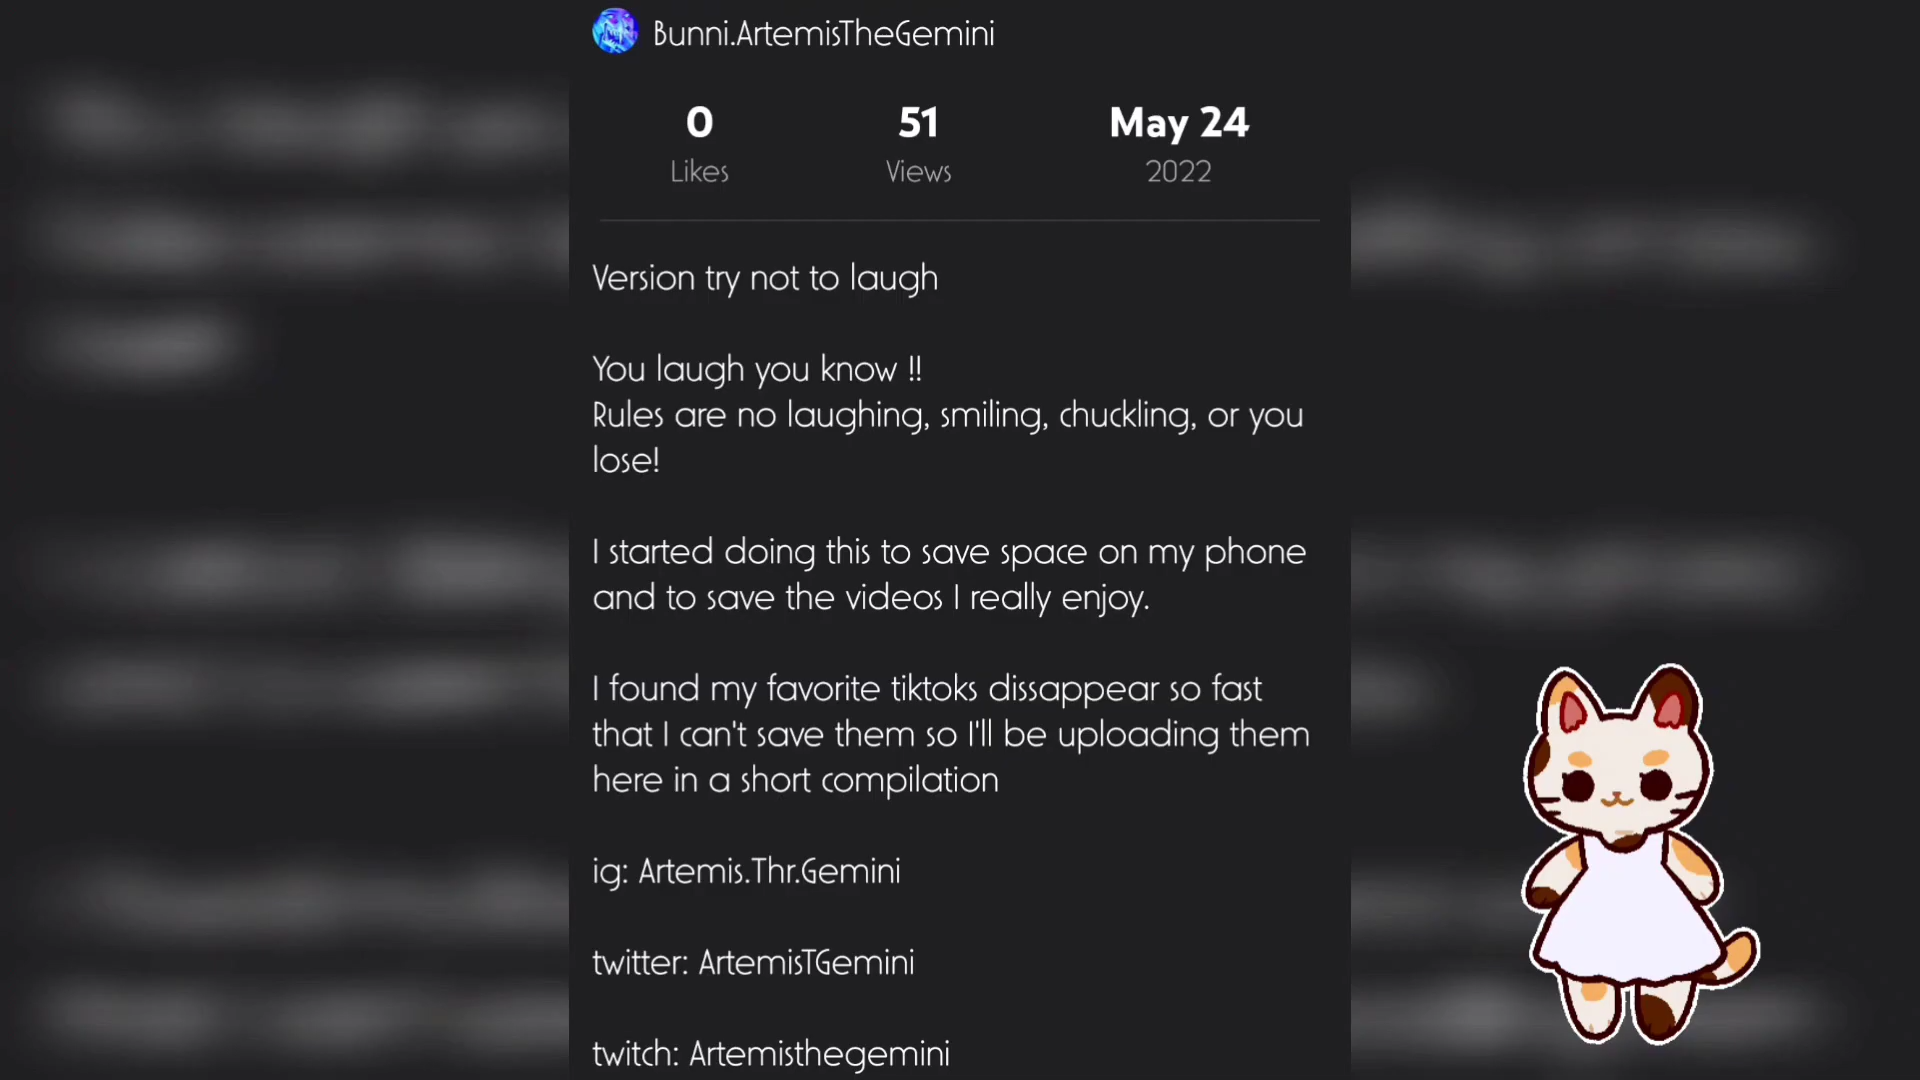 Bunni.ArtemisTheGemini
0 51 May 24
Likes Views 2022
Version try not to laugh
You laugh you know !!
Rules are no laughing, smiling, chuckling, or you
lose!
I started doing this to save space on my phone
and to save the videos I really enjoy.
I found my favorite tiktoks dissappear so fast
that I can't save them so I'll be uploading them
here in a short compilation
ig: Artemis.Thr.Gemini
twitter: ArtemisTGemini
twitch: Artemisthegemini